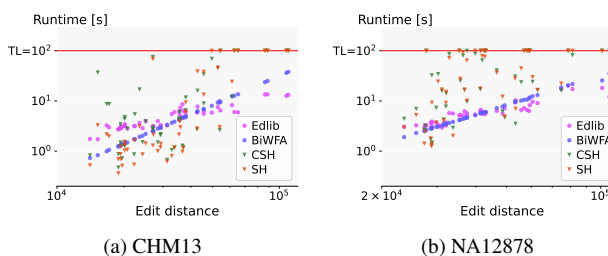 Runtime [s]
TL=10²
10¹
10⁰
Edlib
BiWFA
CSH
SH
10⁴
10⁵
Edit distance
(a) CHM13
Runtime [s]
TL=10²
10¹
10⁰
Edlib
BiWFA
CSH
SH
2 × 10⁴
10⁵
Edit distance
(b) NA12878